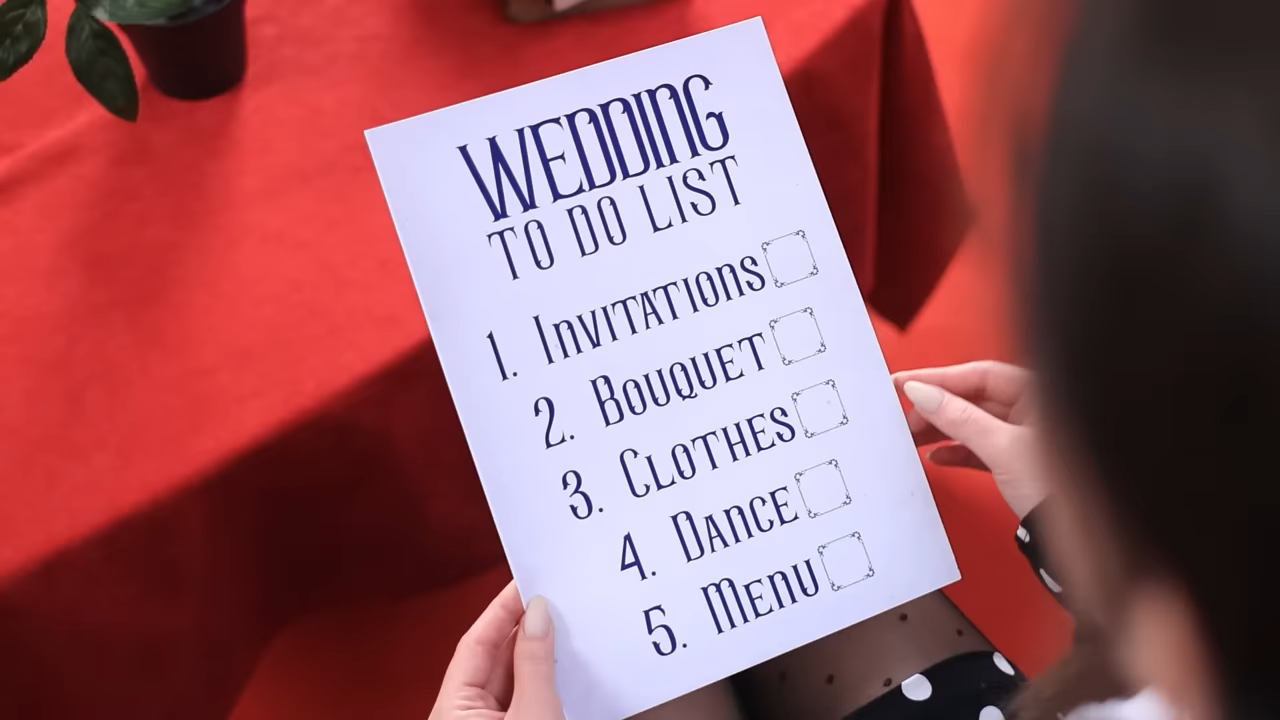 WEDDING
TO DO LIST
1. INVITATIONS
2. BOUQUET
3. CLOTHES
4. DANCE
5. MENU